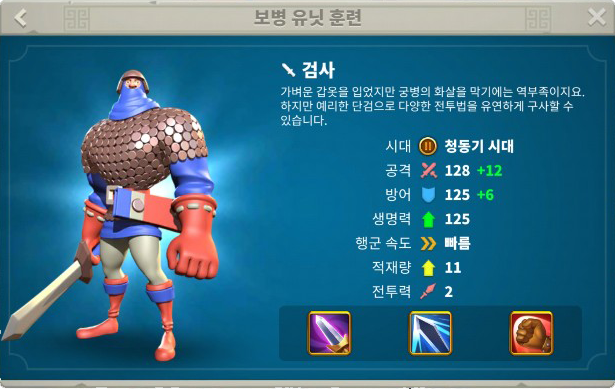 보병 유닛 훈련
검사
가벼운 갑옷을 입었지만 궁병의 화살을 막기에는 역부족이지요.
하지만 예리한 단검으로 다양한 전투법을 유연하게 구사할 수
있습니다.
시대 II 청동기 시대
공격 128 +12
방어 125 +6
생명력 125
행군 속도 빠름
적재량 11
전투력 2